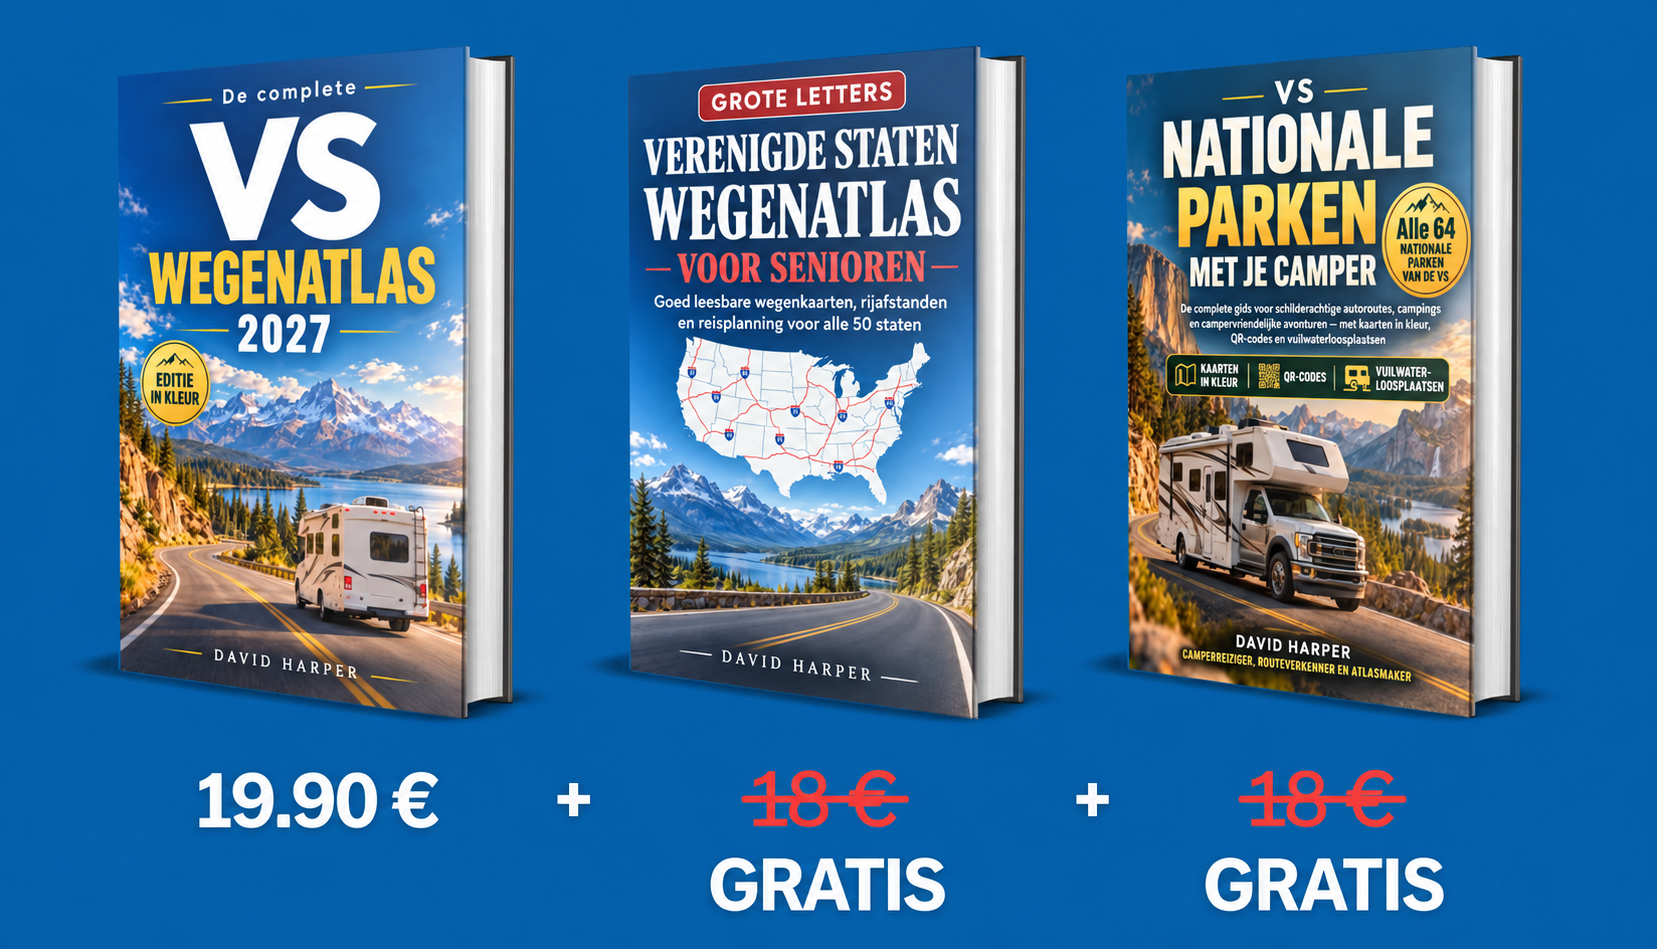 De complete
VS
WEGENATLAS
2027
EDITIE
IN KLEUR
DAVID HARPER
GROTE LETTERS
VERENIGDE STATEN
WEGENATLAS
VOOR SENIOREN
Goed leesbare wegenkaarten, rijafstanden
en reisplanning voor alle 50 staten
DAVID HARPER
VS
NATIONALE
PARKEN
MET JE CAMPER
Alle 64
NATIONALE
PARKEN
VAN DE VS
De complete gids voor schilderachtige autoroutes, campings
en campervriendelijke avonturen – met kaarten in kleur,
QR-codes en vuilwaterloosplaatsen
KAARTEN
IN KLEUR
QR-CODES
VUILWATER-
LOOSPLAATSEN
DAVID HARPER
CAMPERREIZIGER, ROUTEVERKENNER EN ATLASMAKER
19.90 € + 18 € + 18 €
GRATIS GRATIS